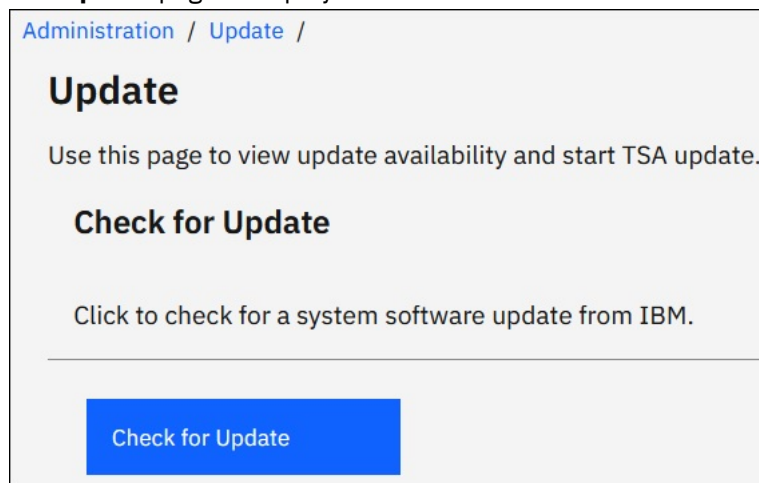 Administration / Update /
Update
Use this page to view update availability and start TSA update.
Check for Update
Click to check for a system software update from IBM.
Check for Update